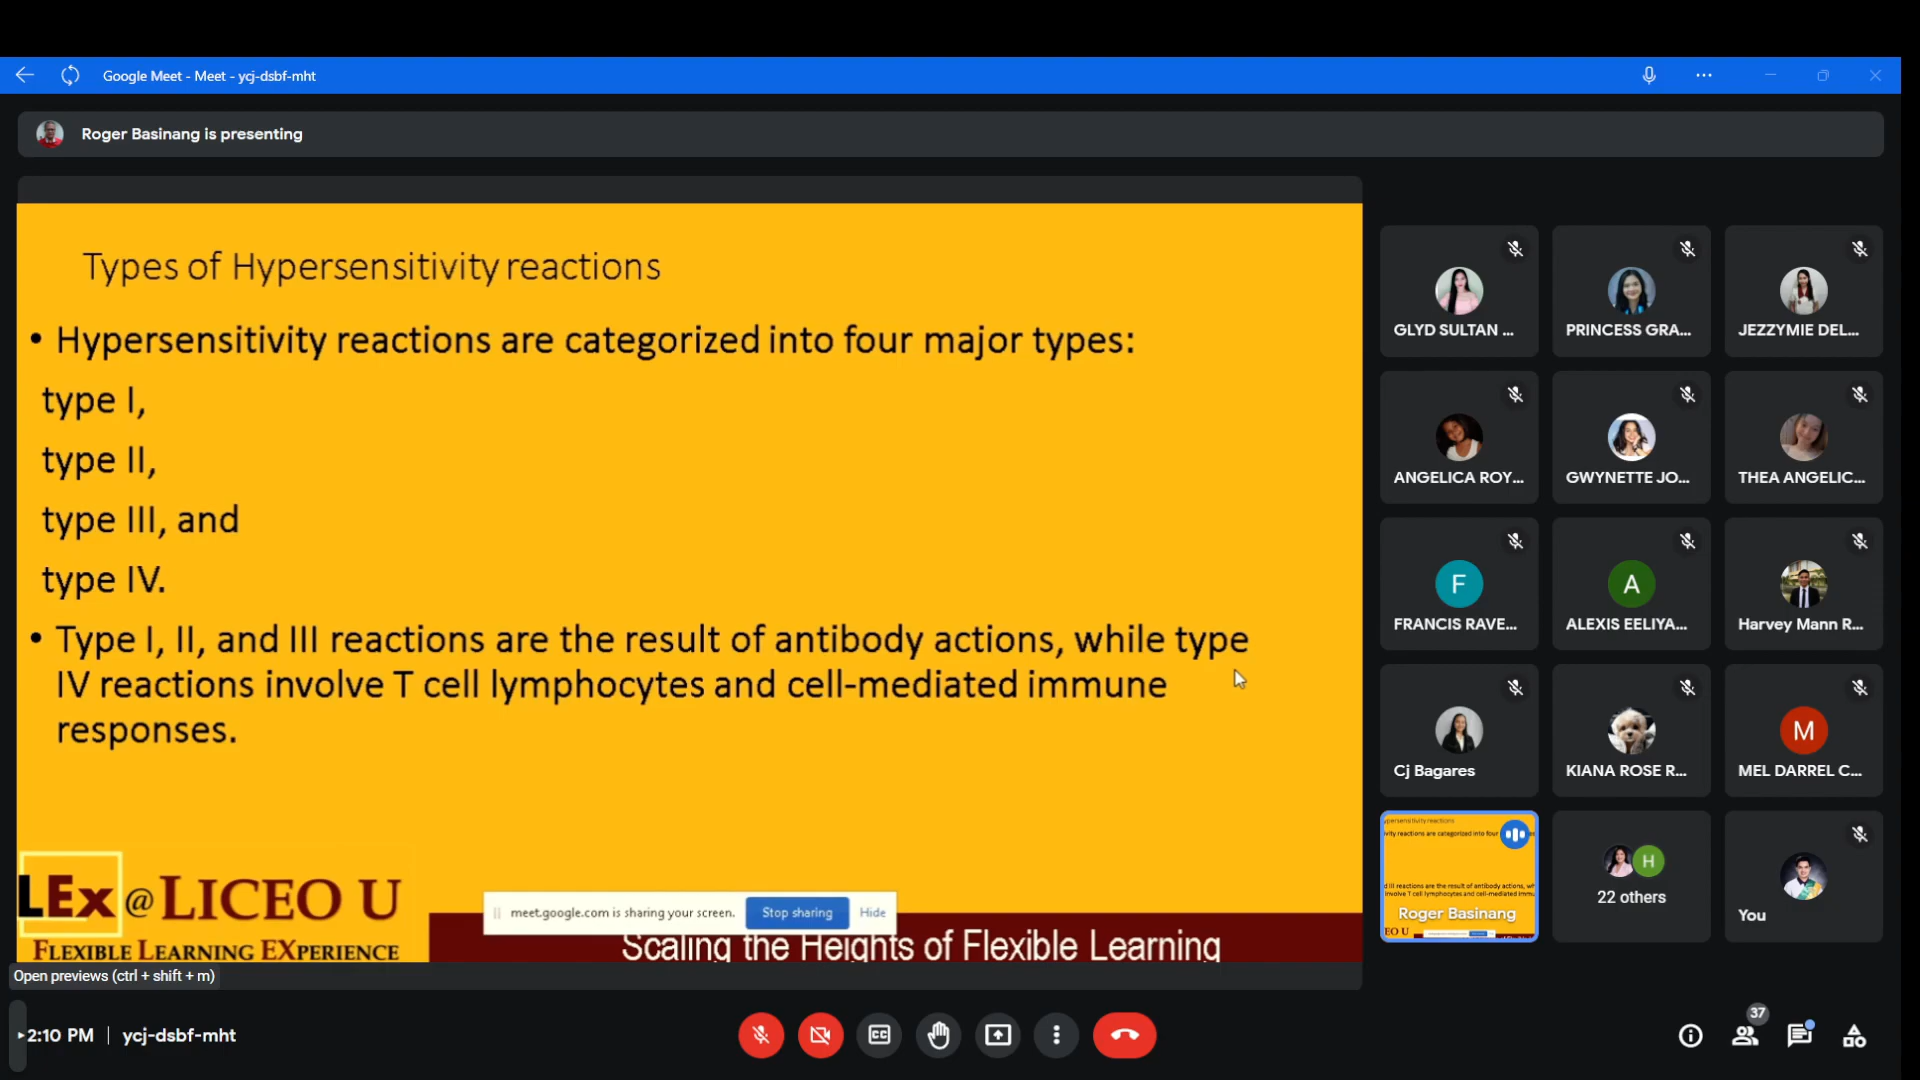 Google Meet - Meet - ycj-dsbf-mht
Roger Basinang is presenting
Types of Hypersensitivity reactions
• Hypersensitivity reactions are categorized into four major types:
type I,
type II,
type III, and
type IV.
• Type I, II, and III reactions are the result of antibody actions, while type
IV reactions involve T cell lymphocytes and cell-mediated immune
responses.
LEx @ LICEO U
FLEXIBLE LEARNING EXPERIENCE
meet.google.com is sharing your screen. Stop sharing Hide
Scaling the Heights of Flexible Learning
Open previews (ctrl + shift + m)
GLYD SULTAN ...
PRINCESS GRA...
JEZZYMIE DEL...
ANGELICA ROY...
GWYNETTE JO...
THEA ANGELIC...
F
FRANCIS RAVE...
A
ALEXIS EELIYA...
Harvey Mann R...
Cj Bagares
KIANA ROSE R...
M
MEL DARREL C...
Roger Basinang
H
22 others
You
2:10 PM | ycj-dsbf-mht
CC
37